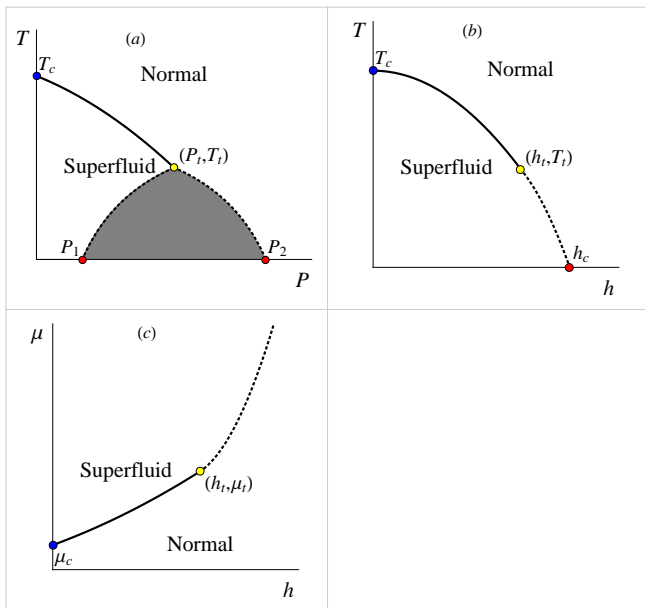 T
(a)
T_c
Normal
(P_t,T_t)
Superfluid
P_1
P_2
P
T
(b)
T_c
Normal
(h_t,T_t)
Superfluid
h_c
h
μ
(c)
Superfluid
(h_t,μ_t)
Normal
μ_c
h